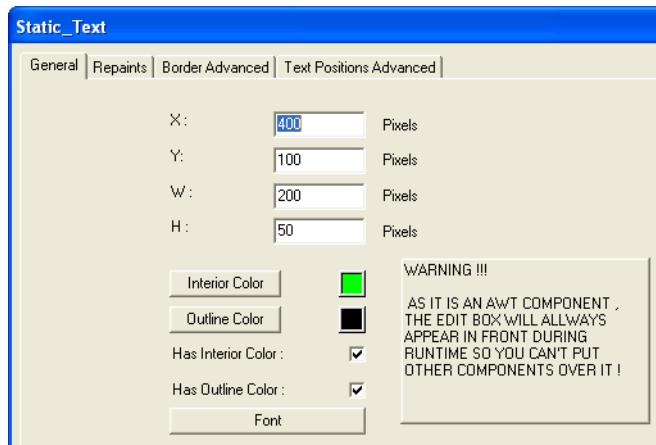 Static_Text
General Repaints Border Advanced Text Positions Advanced
X : 400 Pixels
Y: 100 Pixels
W : 200 Pixels
H : 50 Pixels
Interior Color
Outline Color
Has Interior Color :
Has Outline Color :
Font
WARNING !!!
AS IT IS AN AWT COMPONENT ,
THE EDIT BOX WILL ALLWAYS
APPEAR IN FRONT DURING
RUNTIME SO YOU CAN'T PUT
OTHER COMPONENTS OVER IT !